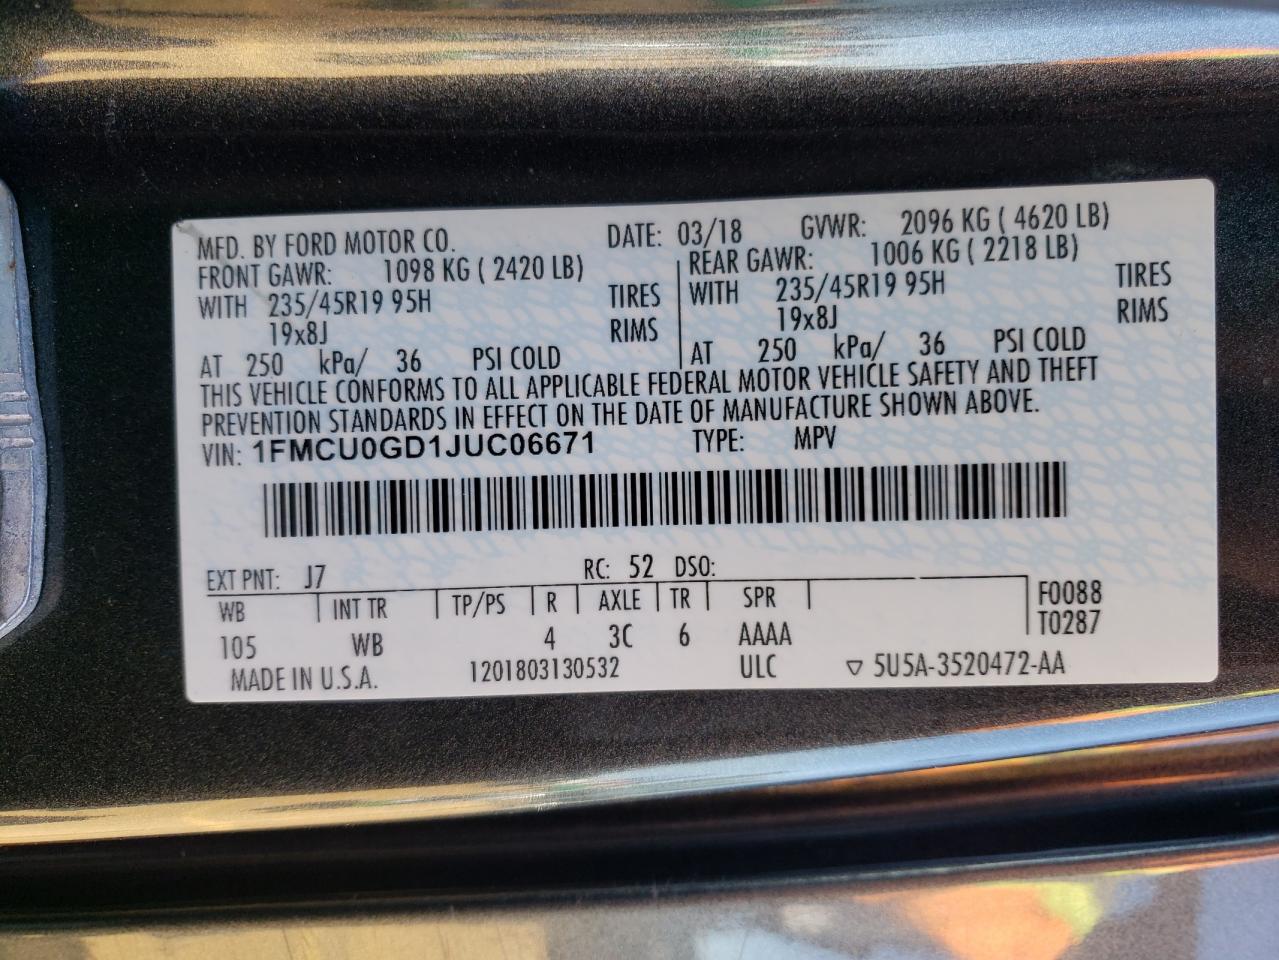 MFD. BY FORD MOTOR CO. DATE: 03/18 GVWR: 2096 KG ( 4620 LB)
FRONT GAWR: 1098 KG ( 2420 LB) REAR GAWR: 1006 KG ( 2218 LB)
WITH 235/45R19 95H TIRES WITH 235/45R19 95H TIRES
19x8J RIMS 19x8J RIMS
AT 250 kPa/ 36 PSI COLD AT 250 kPa/ 36 PSI COLD
THIS VEHICLE CONFORMS TO ALL APPLICABLE FEDERAL MOTOR VEHICLE SAFETY AND THEFT
PREVENTION STANDARDS IN EFFECT ON THE DATE OF MANUFACTURE SHOWN ABOVE.
VIN: 1FMCU0GD1JUC06671 TYPE: MPV
EXT PNT: J7 RC: 52 DSO:
WB INT TR TP/PS R AXLE TR SPR F0088
105 WB 4 3C 6 AAAA T0287
MADE IN U.S.A. 1201803130532 ULC ▽ 5U5A-3520472-AA